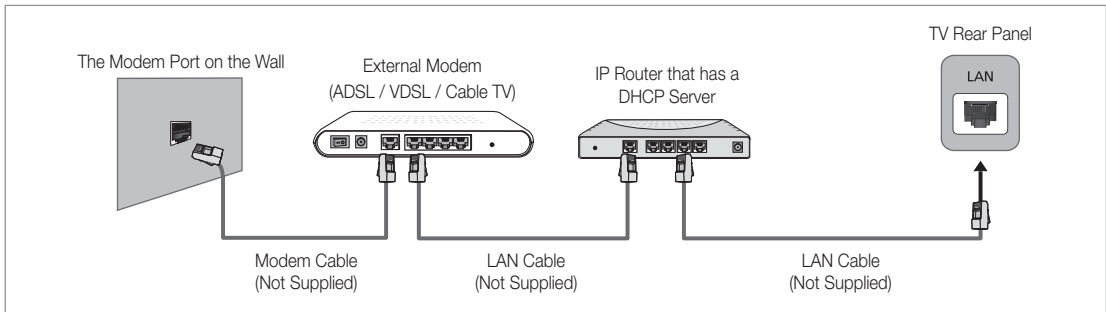 The Modem Port on the Wall
External Modem
(ADSL / VDSL / Cable TV)
IP Router that has a
DHCP Server
TV Rear Panel
LAN
Modem Cable
(Not Supplied)
LAN Cable
(Not Supplied)
LAN Cable
(Not Supplied)